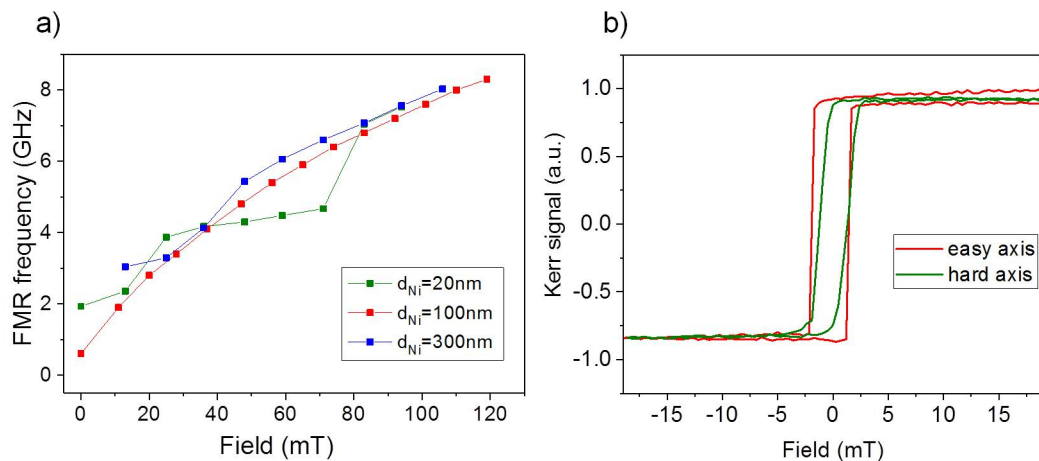 a)
FMR frequency (GHz)
8
6
4
2
0
0 20 40 60 80 100 120
Field (mT)
d_Ni=20nm
d_Ni=100nm
d_Ni=300nm
b)
Kerr signal (a.u.)
1.0
0.5
0.0
-0.5
-1.0
-15 -10 -5 0 5 10 15
Field (mT)
easy axis
hard axis